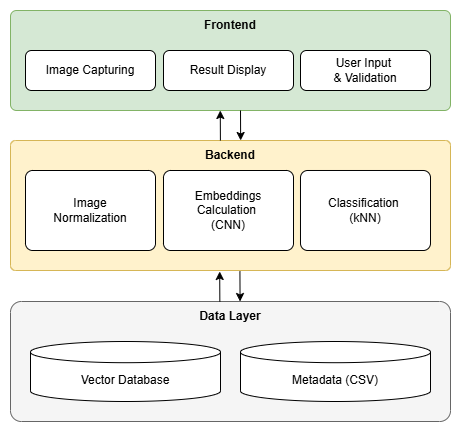 Frontend
Image Capturing
Result Display
User Input
& Validation
Backend
Image
Normalization
Embeddings
Calculation
(CNN)
Classification
(kNN)
Data Layer
Vector Database
Metadata (CSV)